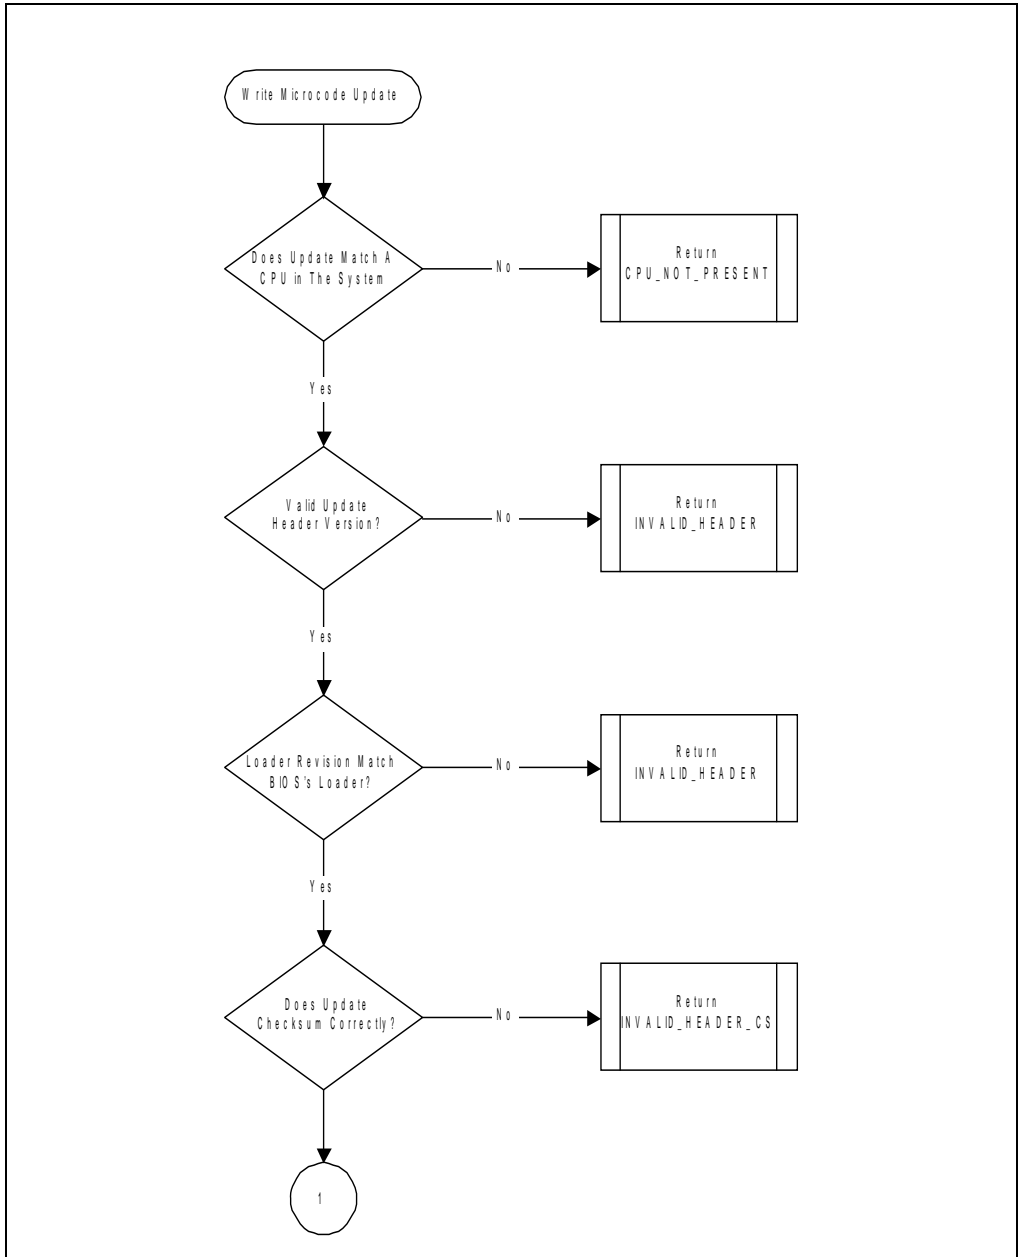 Write Microcode Update
Does Update Match A
CPU in The System
No
Return
CPU_NOT_PRESENT
Yes
Valid Update
Header Version?
No
Return
INVALID_HEADER
Yes
Loader Revision Match
BIOS's Loader?
No
Return
INVALID_HEADER
Yes
Does Update
Checksum Correctly?
No
Return
INVALID_HEADER_CS
1